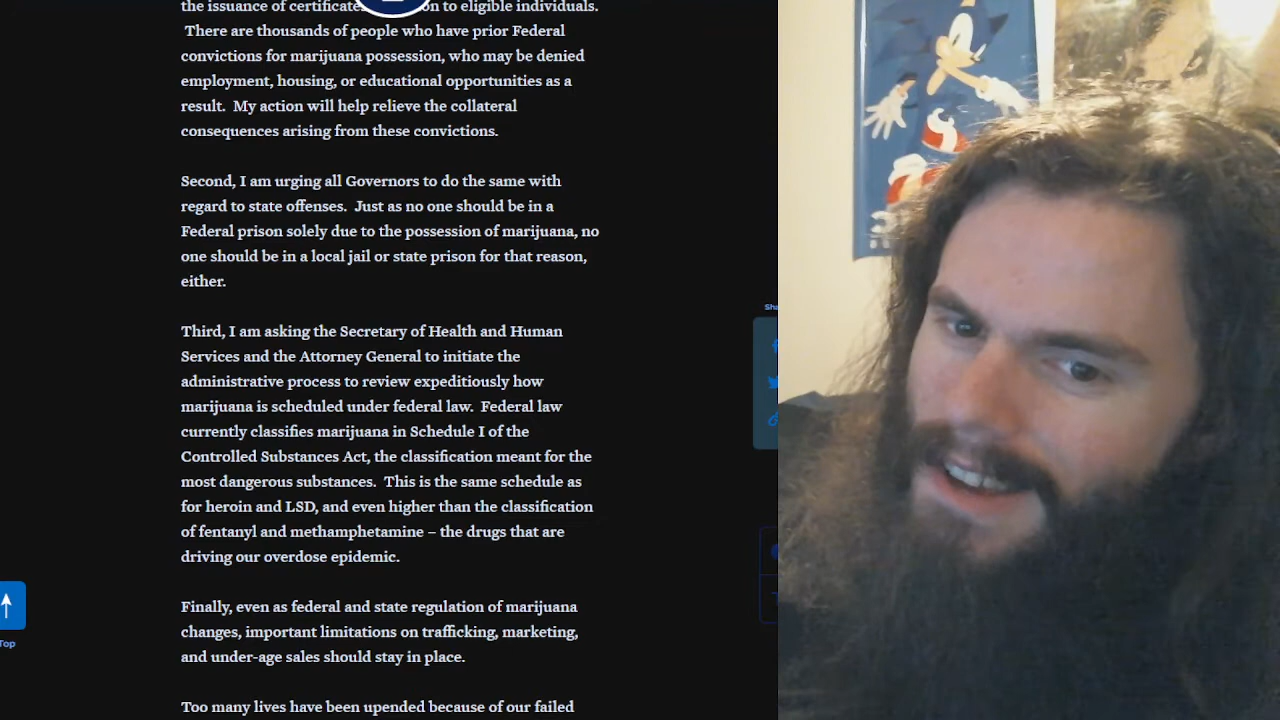 the issuance of certificates n to eligible individuals.
There are thousands of people who have prior Federal
convictions for marijuana possession, who may be denied
employment, housing, or educational opportunities as a
result.  My action will help relieve the collateral
consequences arising from these convictions.
Second, I am urging all Governors to do the same with
regard to state offenses.  Just as no one should be in a
Federal prison solely due to the possession of marijuana, no
one should be in a local jail or state prison for that reason,
either.
Third, I am asking the Secretary of Health and Human
Services and the Attorney General to initiate the
administrative process to review expeditiously how
marijuana is scheduled under federal law.  Federal law
currently classifies marijuana in Schedule I of the
Controlled Substances Act, the classification meant for the
most dangerous substances.  This is the same schedule as
for heroin and LSD, and even higher than the classification
of fentanyl and methamphetamine – the drugs that are
driving our overdose epidemic.
Finally, even as federal and state regulation of marijuana
changes, important limitations on trafficking, marketing,
and under-age sales should stay in place.
Too many lives have been upended because of our failed
Top
Sha